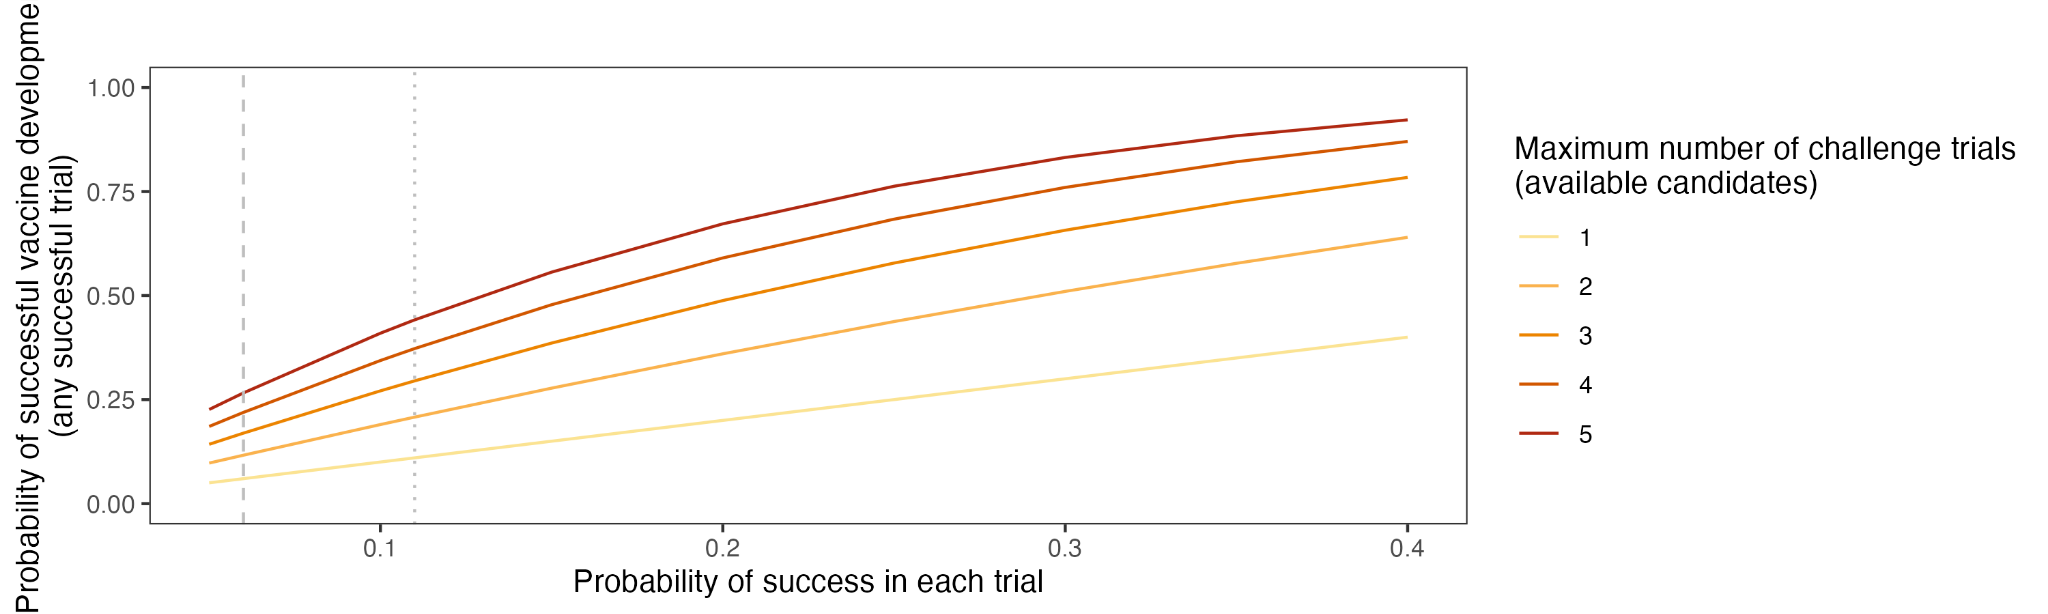 Probability of successful vaccine developme
(any successful trial)
1.00
0.75
0.50
0.25
0.00
0.1
0.2
0.3
0.4
Probability of success in each trial
Maximum number of challenge trials
(available candidates)
1
2
3
4
5